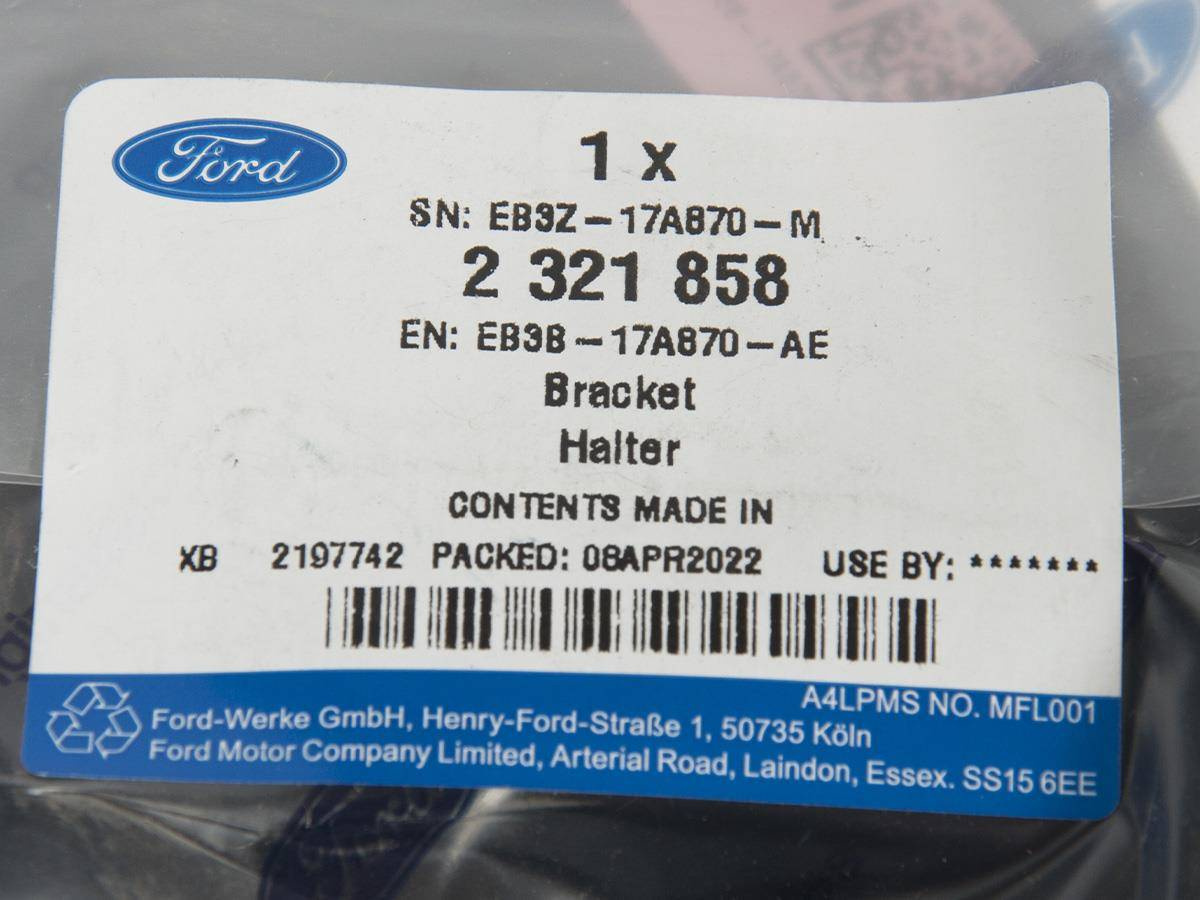 Ford
1 x
SN: EB3Z-17A870-M
2 321 858
EN: EB3B-17A870-AE
Bracket
Halter
CONTENTS MADE IN
XB 2197742 PACKED: 08APR2022 USE BY: *******
A4LPMS NO. MFL001
Ford-Werke GmbH, Henry-Ford-Straße 1, 50735 Köln
Ford Motor Company Limited, Arterial Road, Laindon, Essex. SS15 6EE